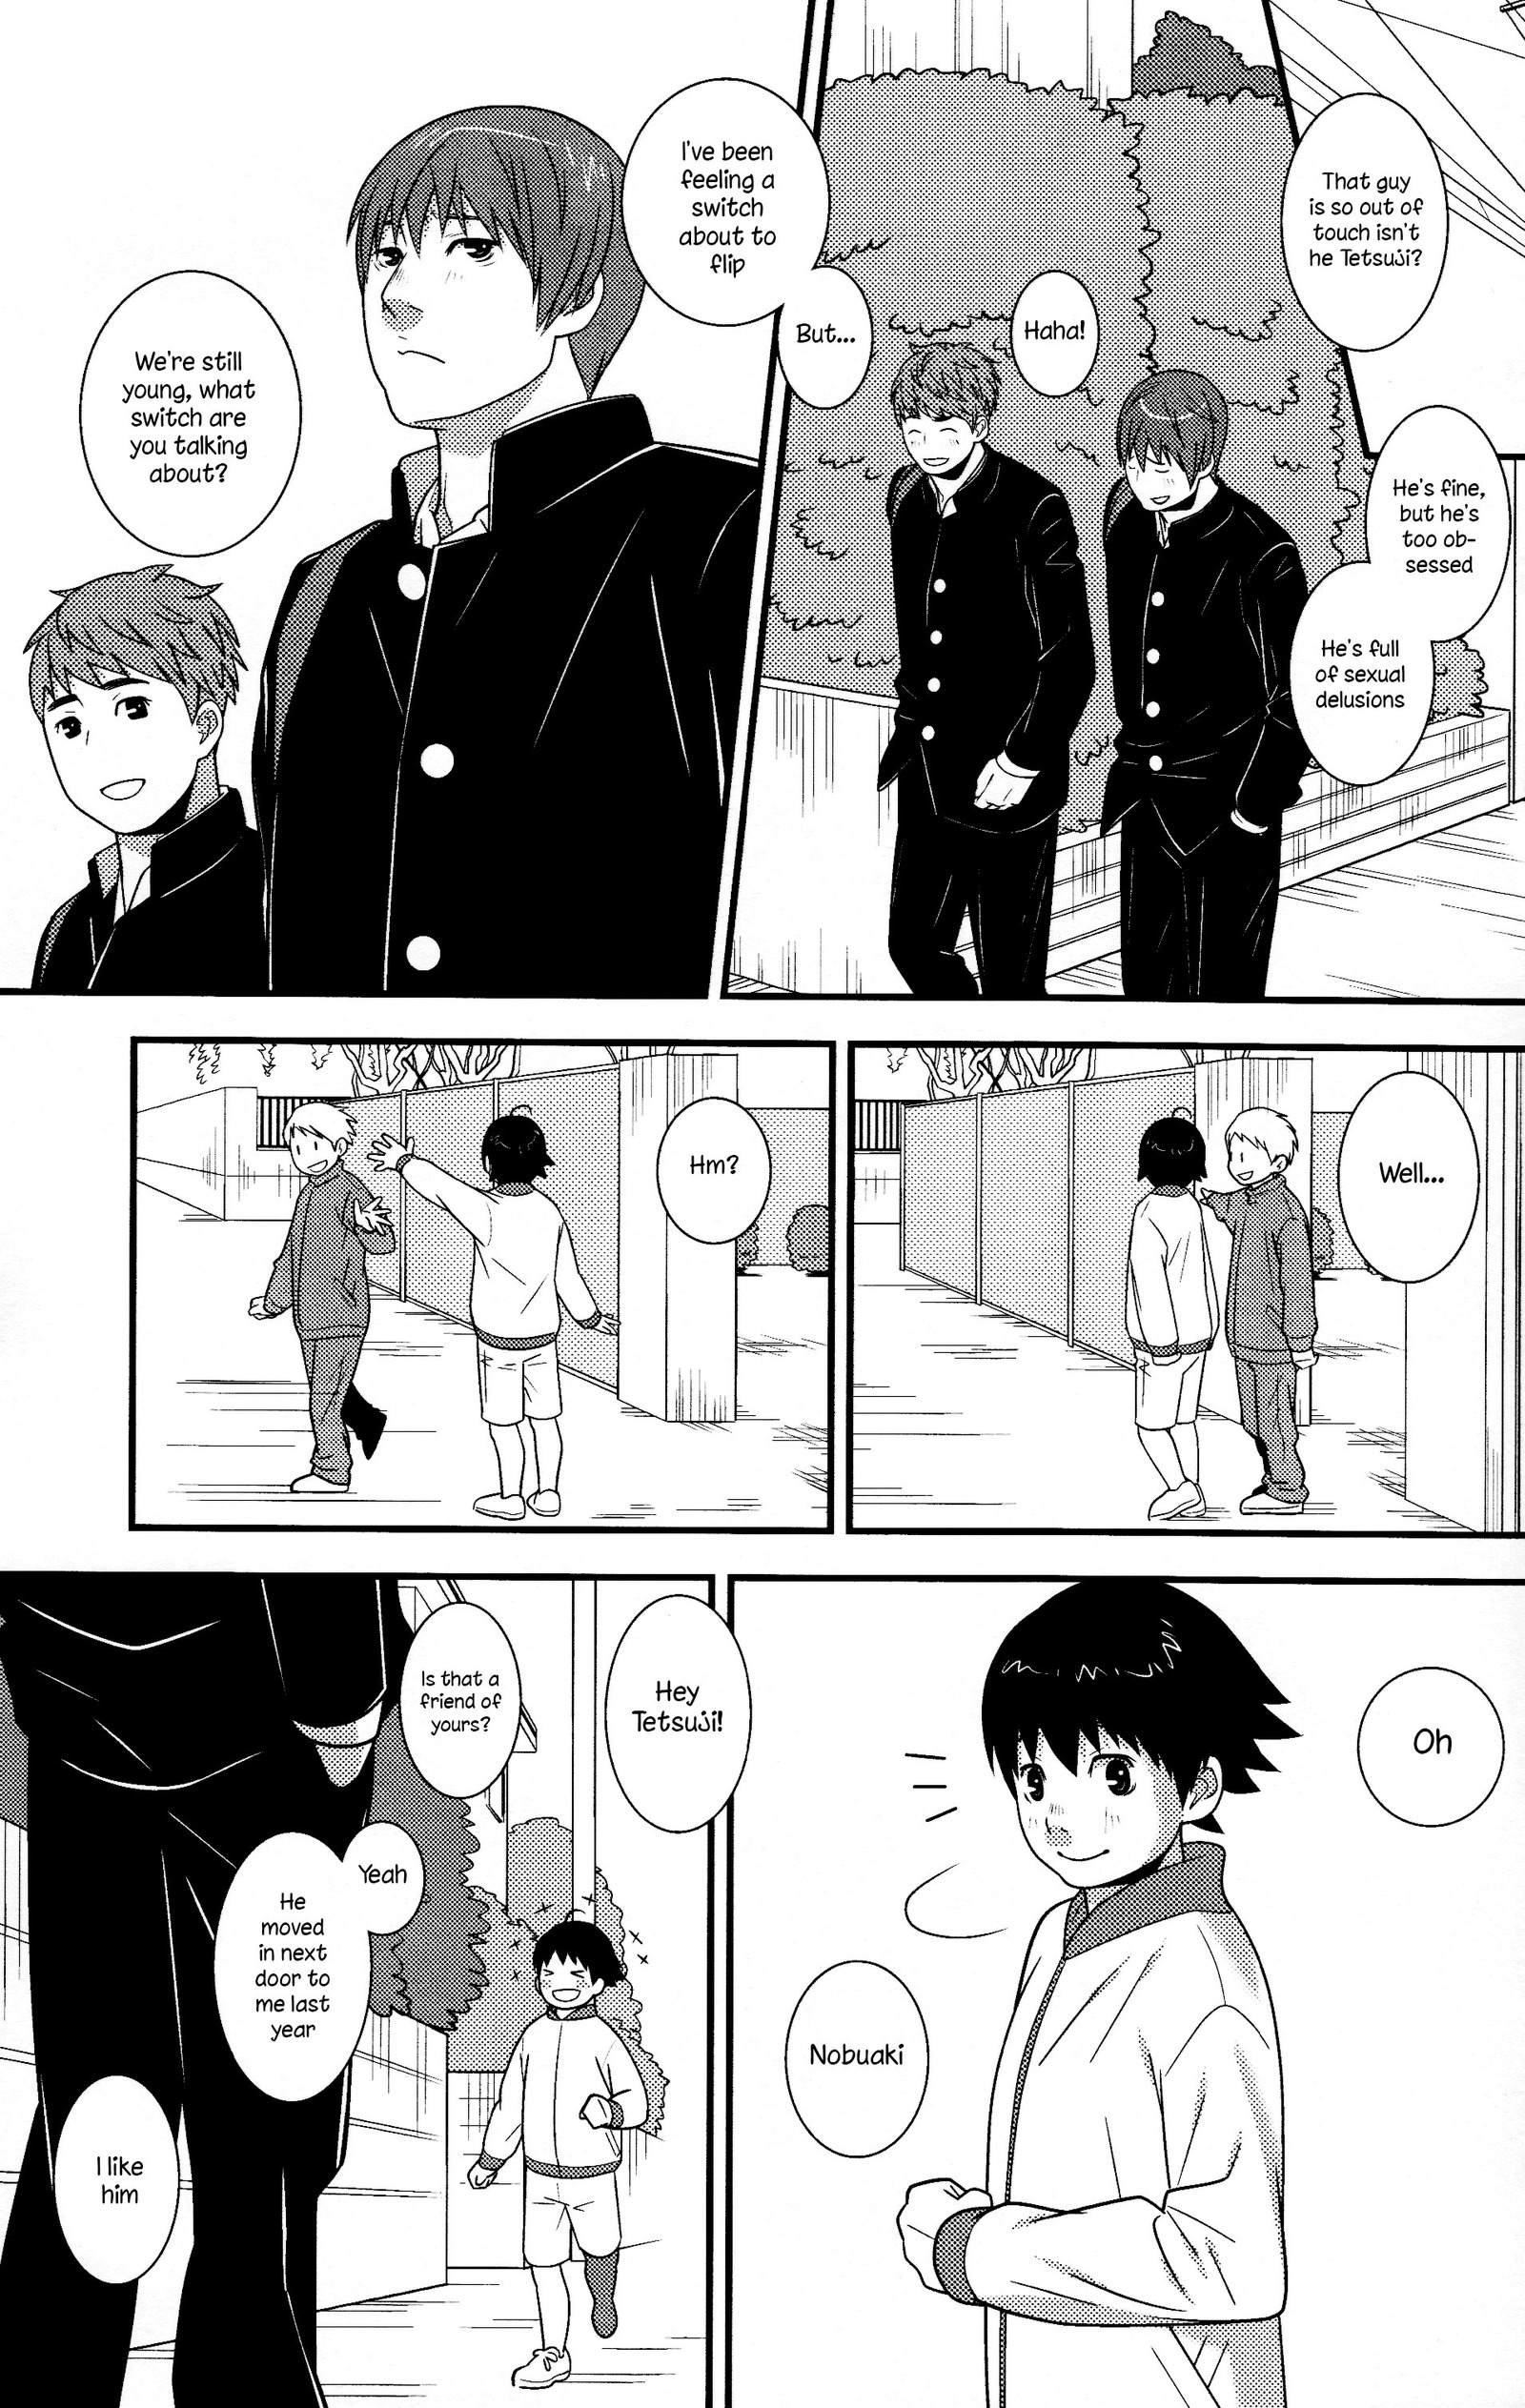 That guy
is so out of
touch isn't
he Tetsuji?
He's fine,
but he's
too ob-
sessed
He's full
of sexual
delusions
Haha!
But...
I've been
feeling a
switch
about to
flip
We're still
young, what
switch are
you talking
about?
Well...
Hm?
Oh
Nobuaki
Hey
Tetsuji!
Is that a
friend of
yours?
Yeah
He
moved
in next
door to
me last
year
I like
him